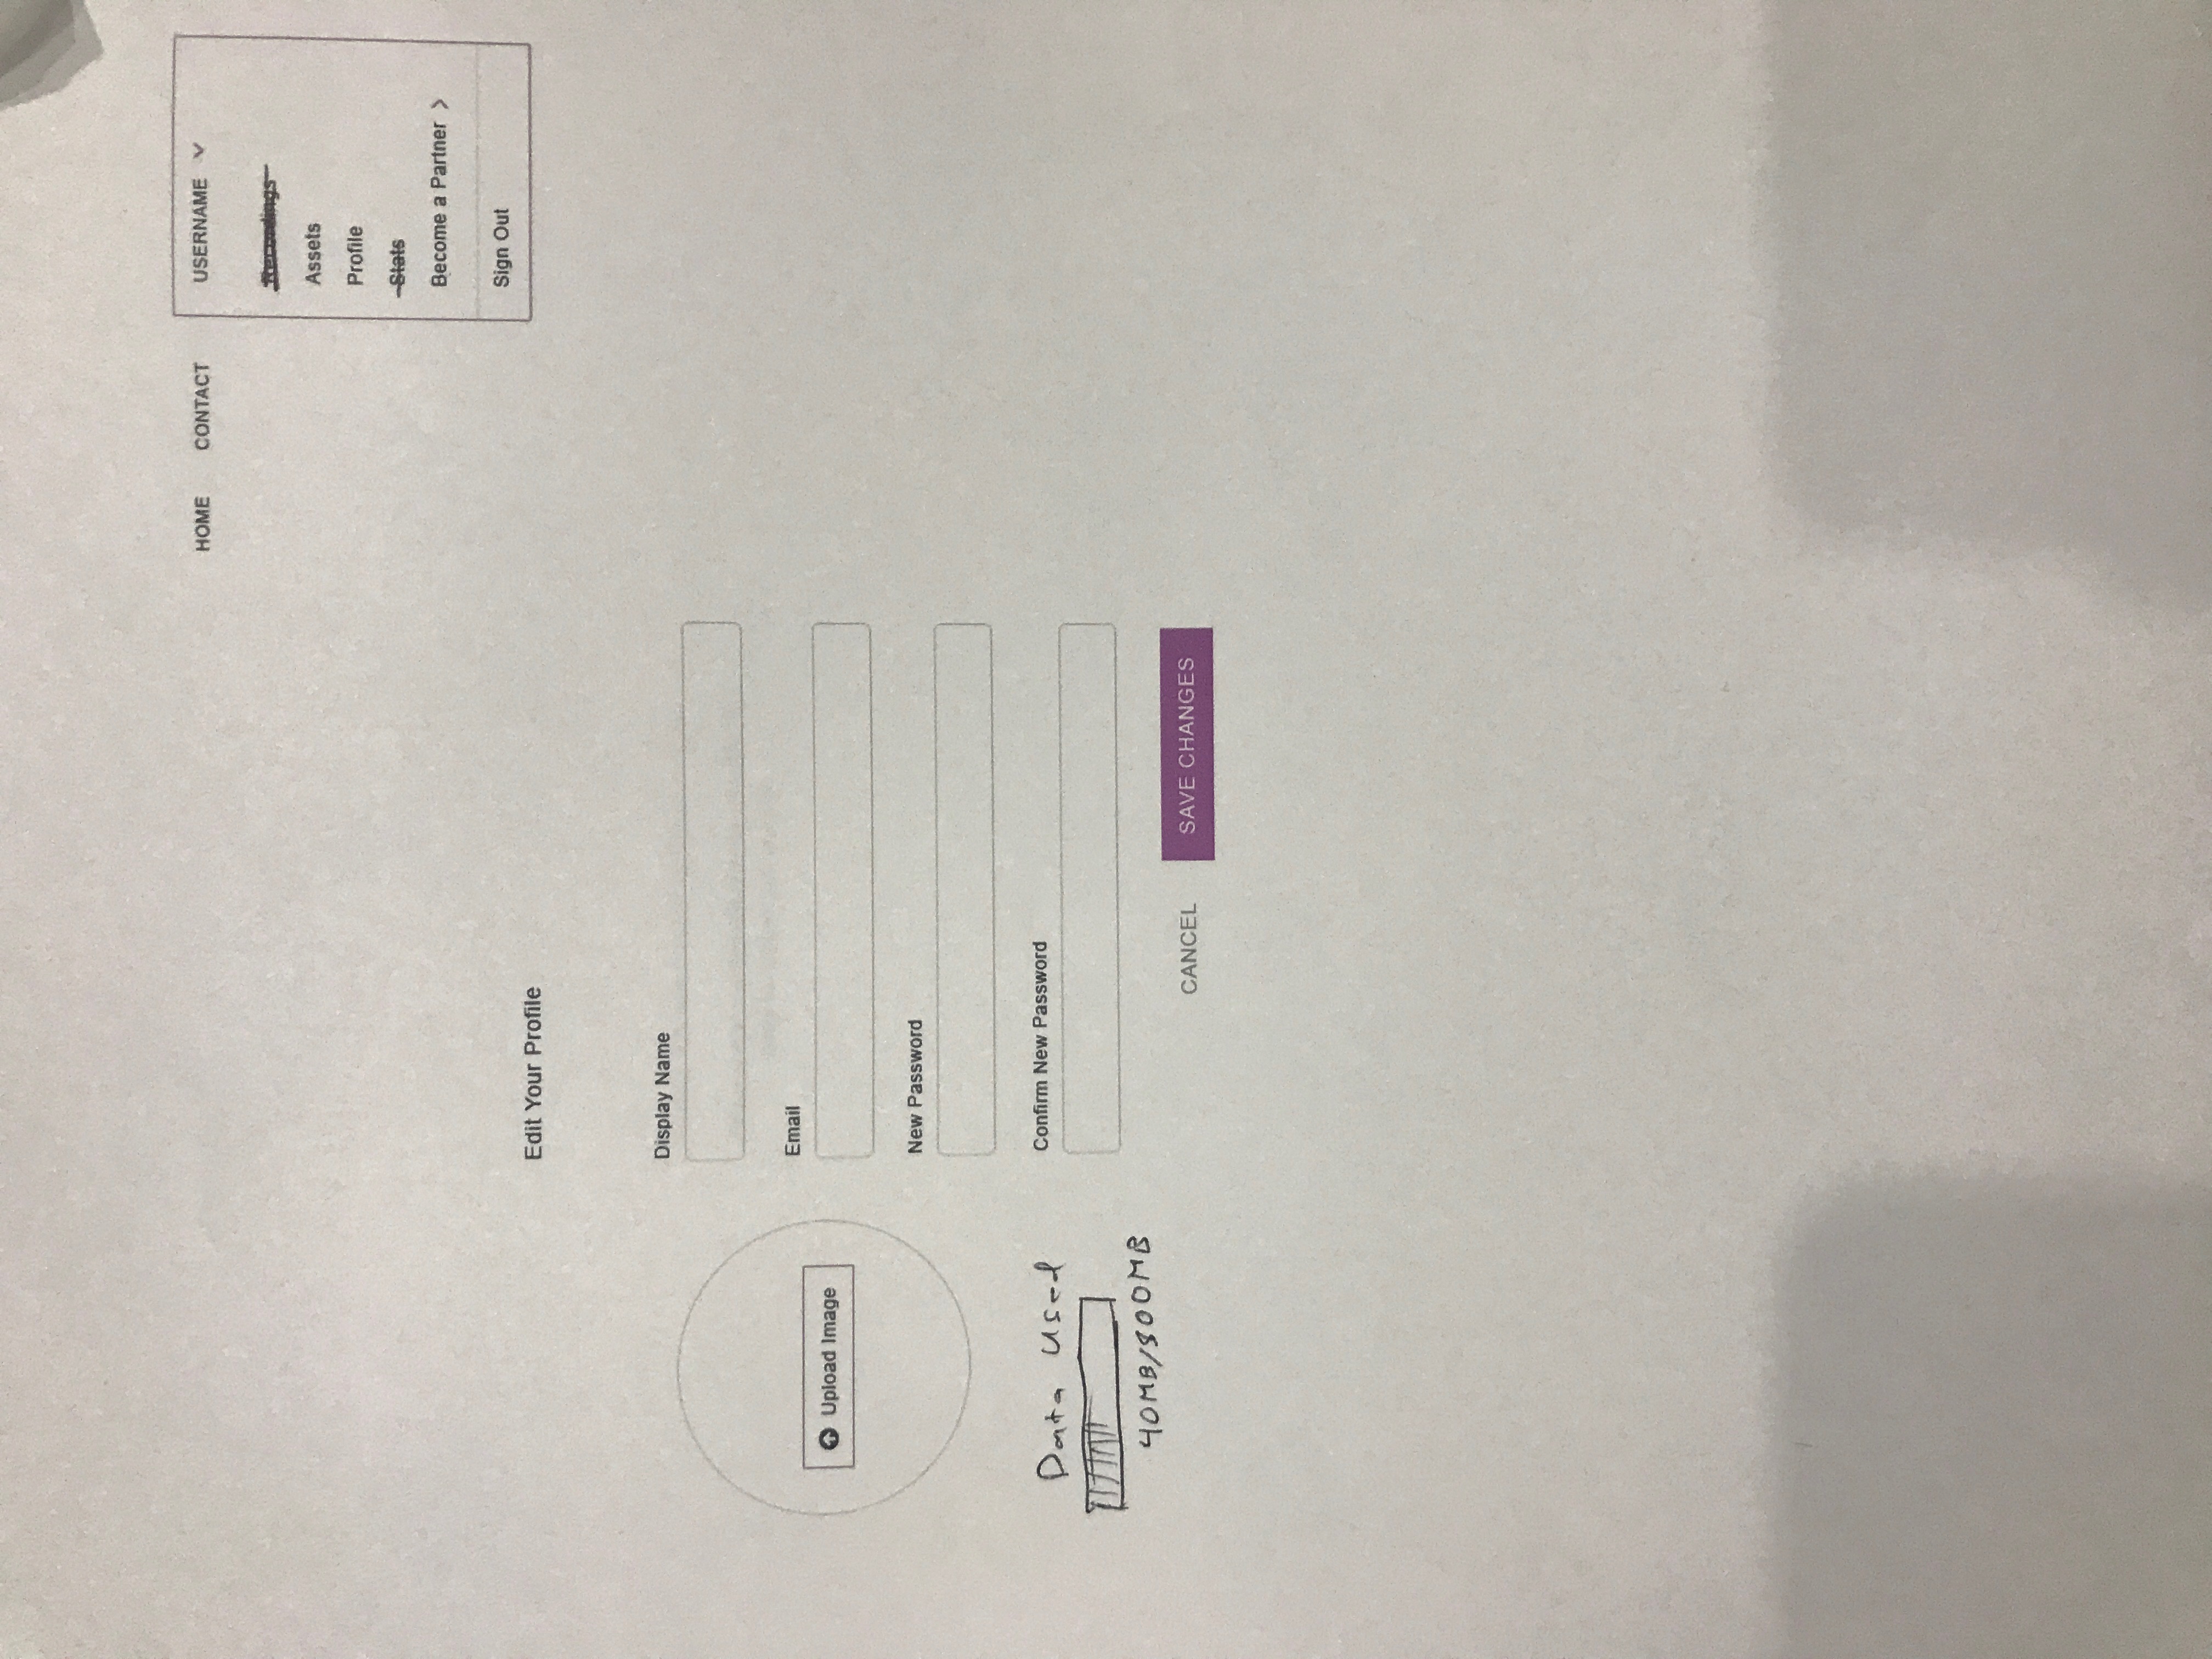 HOME CONTACT USERNAME
Recordings
Assets
Profile
Stats
Become a Partner
Sign Out
Edit Your Profile
Display Name
Email
Upload Image
New Password
Confirm New Password
Data Used
40MB/800MB
CANCEL SAVE CHANGES